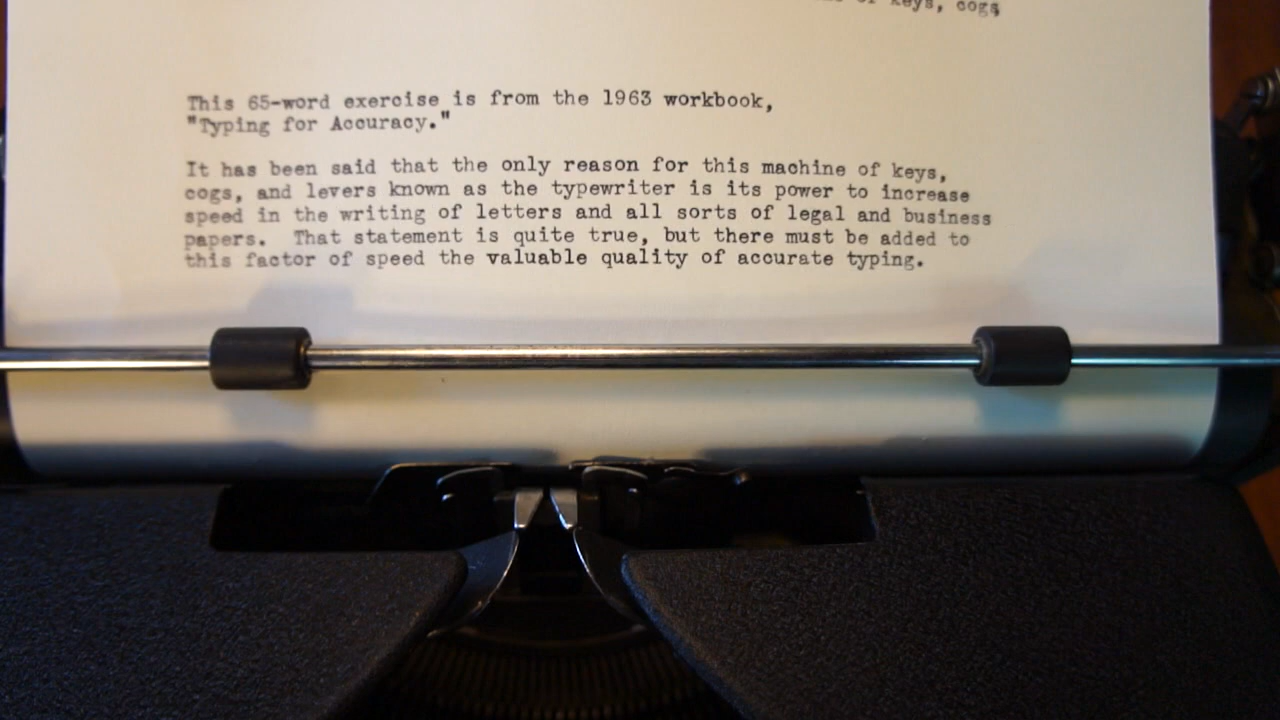 keys, cogs
This 65-word exercise is from the 1963 workbook,
"Typing for Accuracy."
It has been said that the only reason for this machine of keys,
cogs, and levers known as the typewriter is its power to increase
speed in the writing of letters and all sorts of legal and business
papers.  That statement is quite true, but there must be added to
this factor of speed the valuable quality of accurate typing.